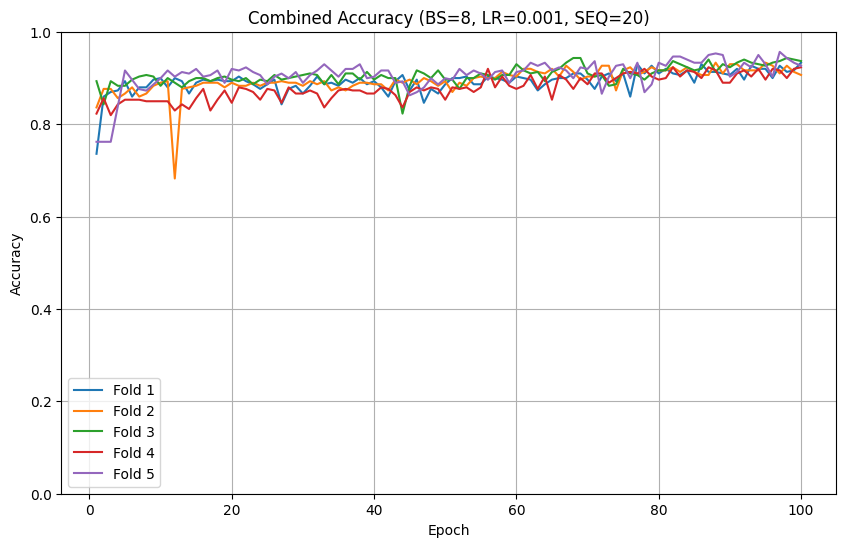 Combined Accuracy (BS=8, LR=0.001, SEQ=20)
Accuracy
1.0
0.8
0.6
0.4
0.2
0.0
Fold 1
Fold 2
Fold 3
Fold 4
Fold 5
0 20 40 60 80 100
Epoch